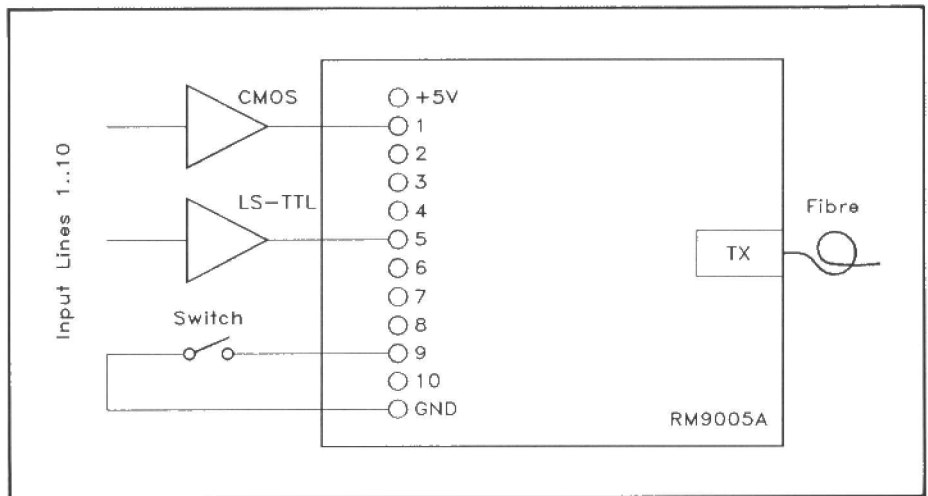 CMOS
+5V
1
2
3
4
LS-TTL
5
6
7
8
Switch
9
10
GND
Input Lines 1..10
TX
Fibre
RM9005A